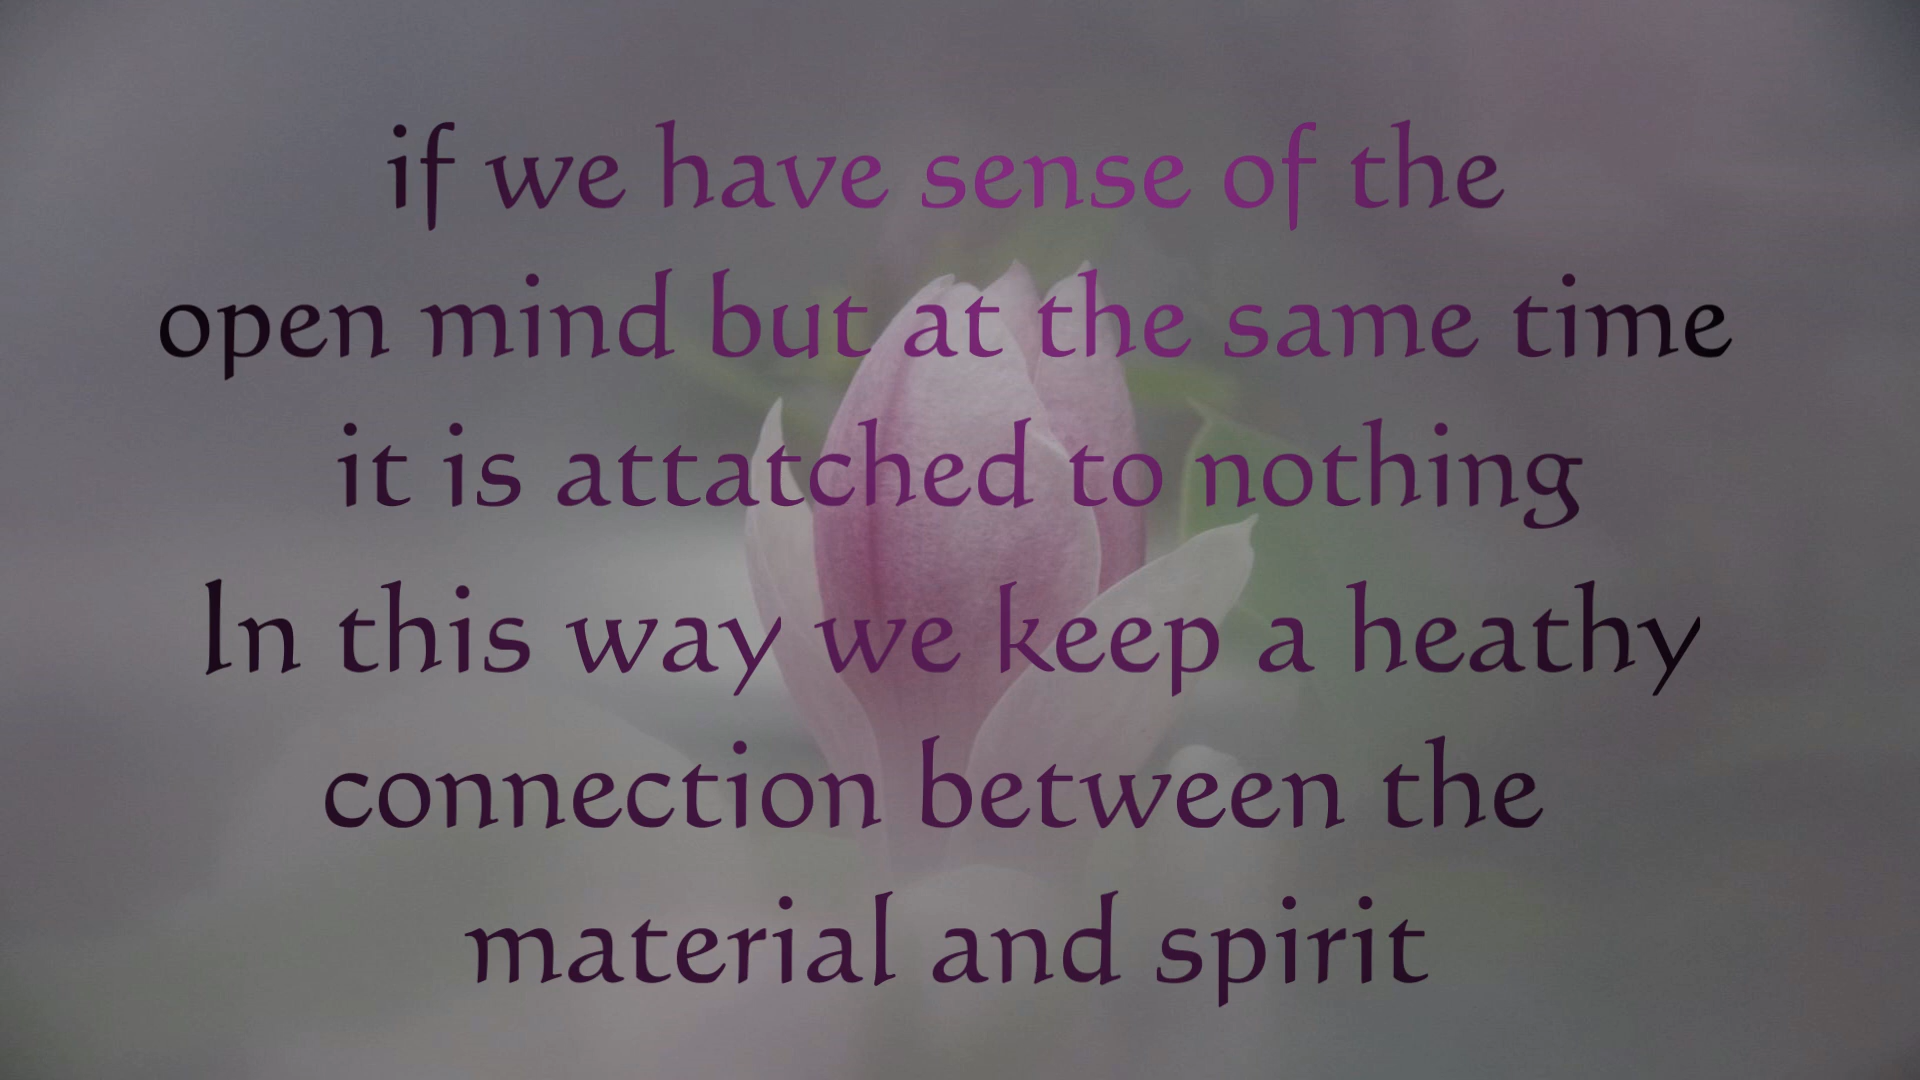 if we have sense of the
open mind but at the same time
it is attatched to nothing
In this way we keep a heathy
connection between the
material and spirit